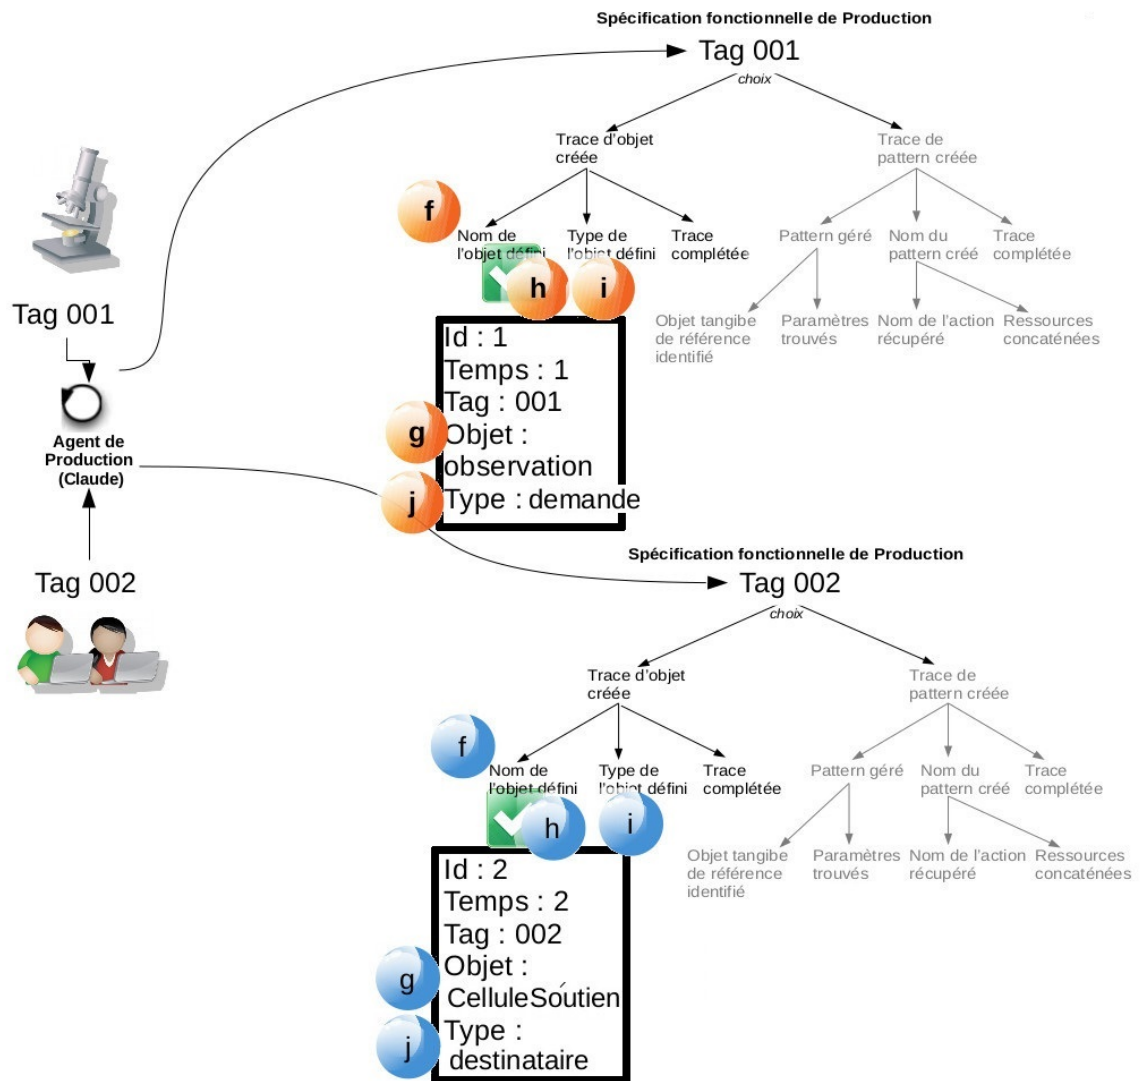 Spécification fonctionnelle de Production
Tag 001
choix
Trace d'objet
créée
Trace de
pattern créée
f
Nom de
l'objet défini
Type de
l'objet défini
Trace
complétée
Pattern géré
Nom du
pattern créé
Trace
complétée
h
i
Objet tangibe
de référence
identifié
Paramètres
trouvés
Nom de l'action
récupéré
Ressources
concaténées
Tag 001
Agent de
Production
(Claude)
Id : 1
Temps : 1
Tag : 001
g
Objet :
observation
j
Type : demande
Tag 002
Spécification fonctionnelle de Production
Tag 002
choix
Trace d'objet
créée
Trace de
pattern créée
f
Nom de
l'objet défini
Type de
l'objet défini
Trace
complétée
Pattern géré
Nom du
pattern créé
Trace
complétée
h
i
Objet tangibe
de référence
identifié
Paramètres
trouvés
Nom de l'action
récupéré
Ressources
concaténées
Id : 2
Temps : 2
Tag : 002
g
Objet :
CelluleSoutien
j
Type :
destinataire